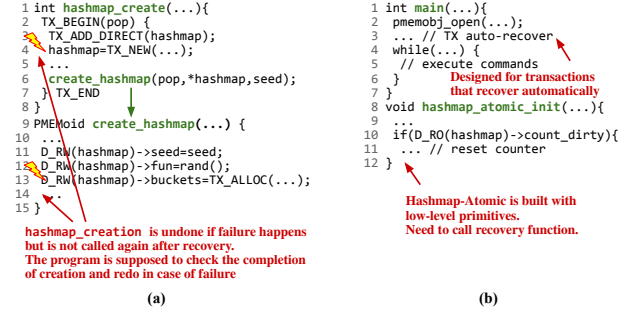 1 int hashmap_create(...){
2 TX_BEGIN(pop) {
3 TX_ADD_DIRECT(hashmap);
4 hashmap=TX_NEW(...);
5 ...
6 create_hashmap(pop,*hashmap,seed);
7 } TX_END
8 }
9 PMEMoid create_hashmap(...) {
10 ...
11 D_RW(hashmap)->seed=seed;
12 D_RW(hashmap)->fun=rand();
13 D_RW(hashmap)->buckets=TX_ALLOC(...);
14 ...
15 }
hashmap_creation is undone if failure happens
but is not called again after recovery.
The program is supposed to check the completion
of creation and redo in case of failure
(a)
1 int main(...){
2 pmemobj_open(...);
3 ... // TX auto-recover
4 while(...) {
5 // execute commands
6 }
7 }
Designed for transactions
that recover automatically
8 void hashmap_atomic_init(...){
9 ...
10 if(D_RO(hashmap)->count_dirty){
11 ... // reset counter
12 }
Hashmap-Atomic is built with
low-level primitives.
Need to call recovery function.
(b)